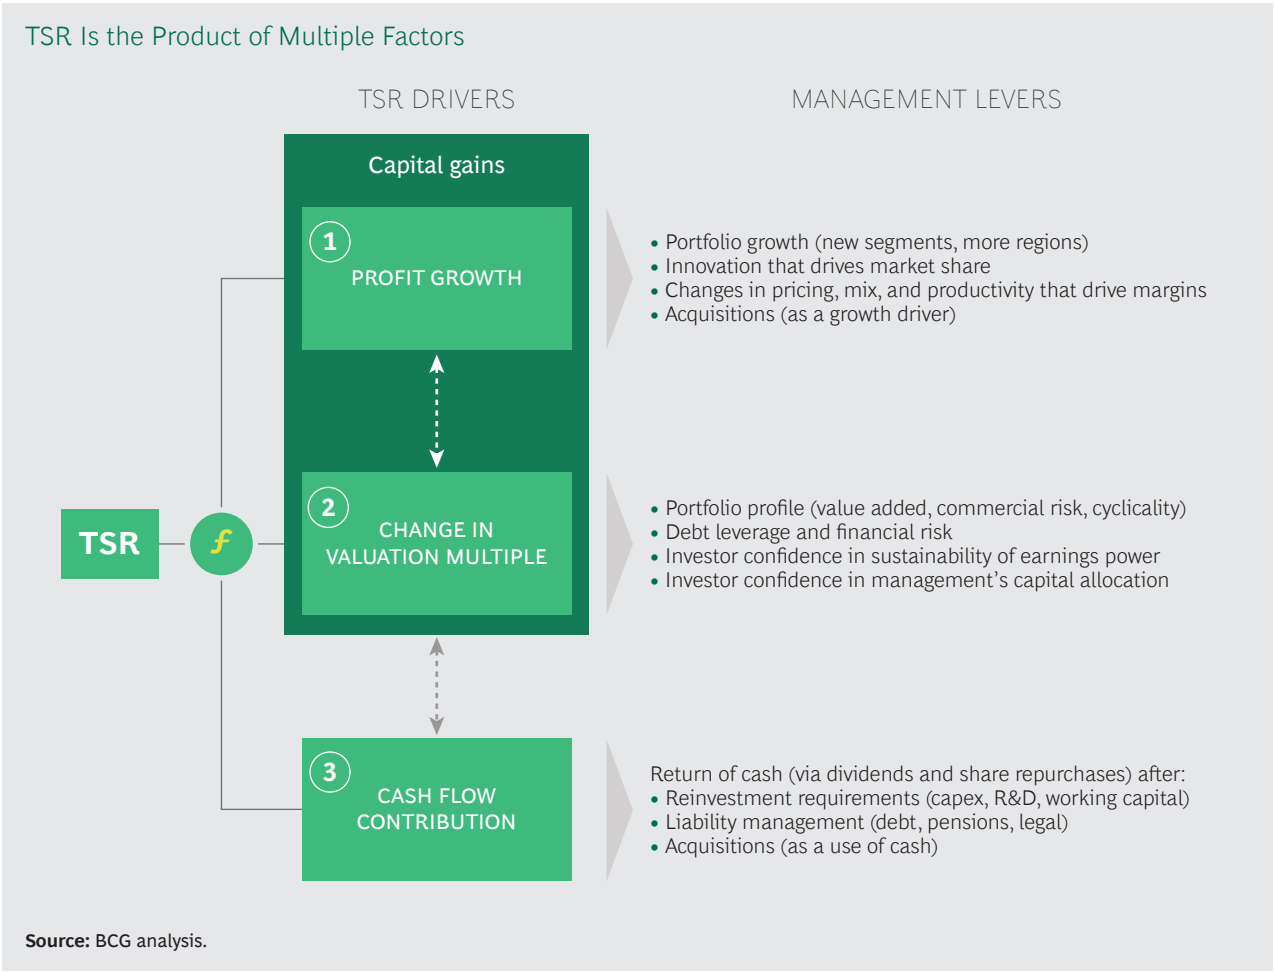 TSR Is the Product of Multiple Factors
TSR DRIVERS
MANAGEMENT LEVERS
Capital gains
1
PROFIT GROWTH
• Portfolio growth (new segments, more regions)
• Innovation that drives market share
• Changes in pricing, mix, and productivity that drive margins
• Acquisitions (as a growth driver)
TSR
f
2
CHANGE IN
VALUATION MULTIPLE
• Portfolio profile (value added, commercial risk, cyclicality)
• Debt leverage and financial risk
• Investor confidence in sustainability of earnings power
• Investor confidence in management’s capital allocation
3
CASH FLOW
CONTRIBUTION
Return of cash (via dividends and share repurchases) after:
• Reinvestment requirements (capex, R&D, working capital)
• Liability management (debt, pensions, legal)
• Acquisitions (as a use of cash)
Source: BCG analysis.